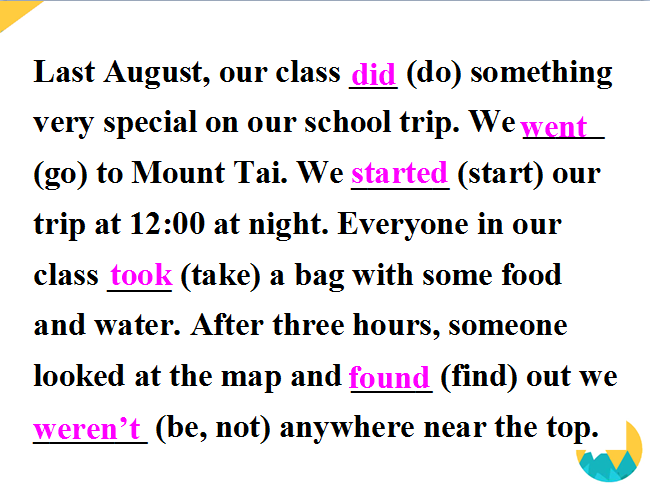 Last August, our class did (do) something
very special on our school trip. We went
(go) to Mount Tai. We started (start) our
trip at 12:00 at night. Everyone in our
class took (take) a bag with some food
and water. After three hours, someone
looked at the map and found (find) out we
weren’t (be, not) anywhere near the top.